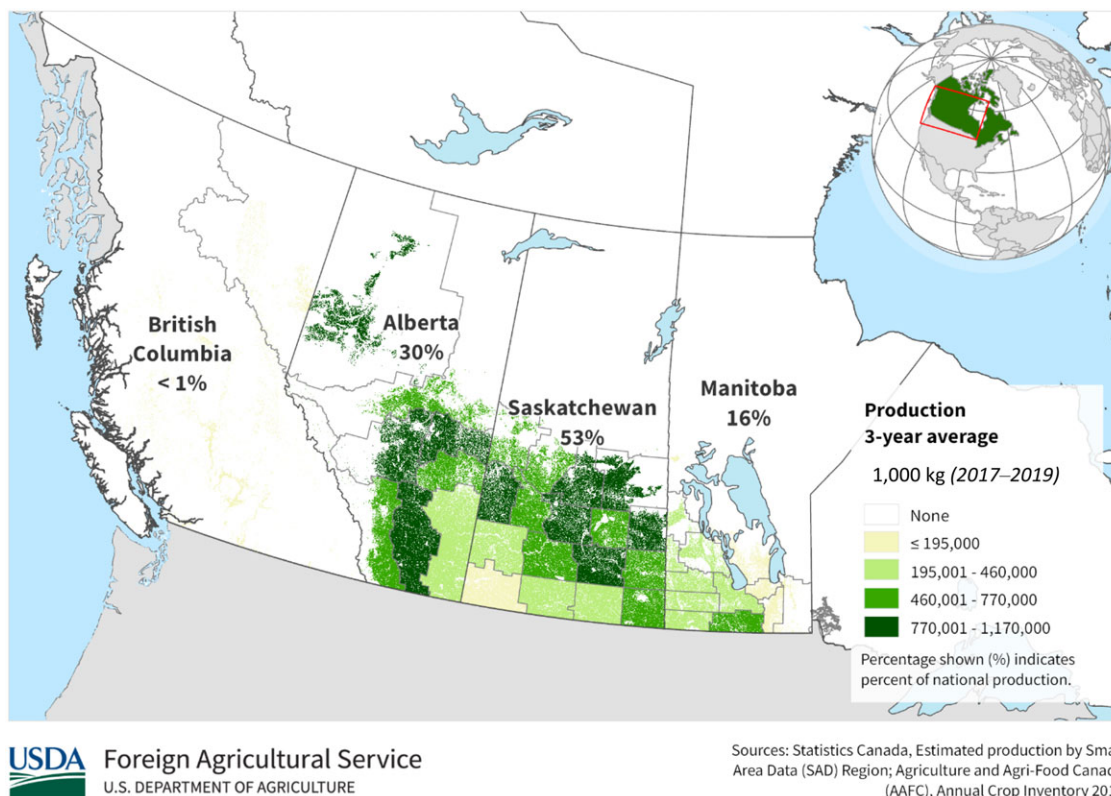 British
Columbia
< 1%
Alberta
30%
Saskatchewan
53%
Manitoba
16%
Production
3-year average
1,000 kg (2017–2019)
None
≤ 195,000
195,001 - 460,000
460,001 - 770,000
770,001 - 1,170,000
Percentage shown (%) indicates
percent of national production.
USDA
Foreign Agricultural Service
U.S. DEPARTMENT OF AGRICULTURE
Sources: Statistics Canada, Estimated production by
Area Data (SAD) Region; Agriculture and Agri-Food
(AAFC), Annual Crop Inventory